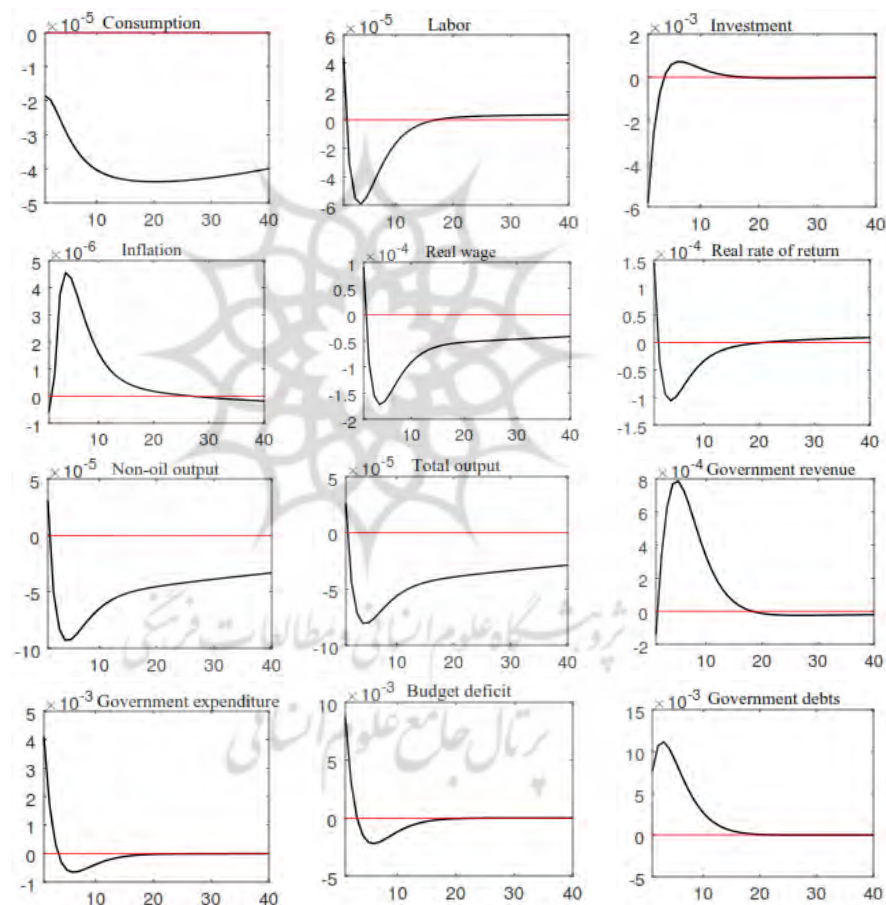 ×10⁻⁵ Consumption
0
-1
-2
-3
-4
-5
10 20 30 40
×10⁻⁵ Labor
6
4
2
0
-2
-4
-6
10 20 30 40
×10⁻³ Investment
2
0
-2
-4
-6
10 20 30 40
×10⁻⁶ Inflation
5
4
3
2
1
0
-1
10 20 30 40
×10⁻⁴ Real wage
1
0.5
0
-0.5
-1
-1.5
-2
10 20 30 40
×10⁻⁴ Real rate of return
1.5
1
0.5
0
-0.5
-1
-1.5
10 20 30 40
×10⁻⁵ Non-oil output
5
0
-5
-10
10 20 30 40
×10⁻⁵ Total output
5
0
-5
-10
10 20 30 40
×10⁻⁴ Government revenue
8
6
4
2
0
-2
10 20 30 40
پژوهشگاه علوم انسانی و مطالعات فرهنگی
×10⁻³ Government expenditure
5
4
3
2
1
0
-1
10 20 30 40
×10⁻³ Budget deficit
10
5
0
-5
10 20 30 40
×10⁻³ Government debts
15
10
5
0
-5
10 20 30 40
پرتال جامع علوم انسانی